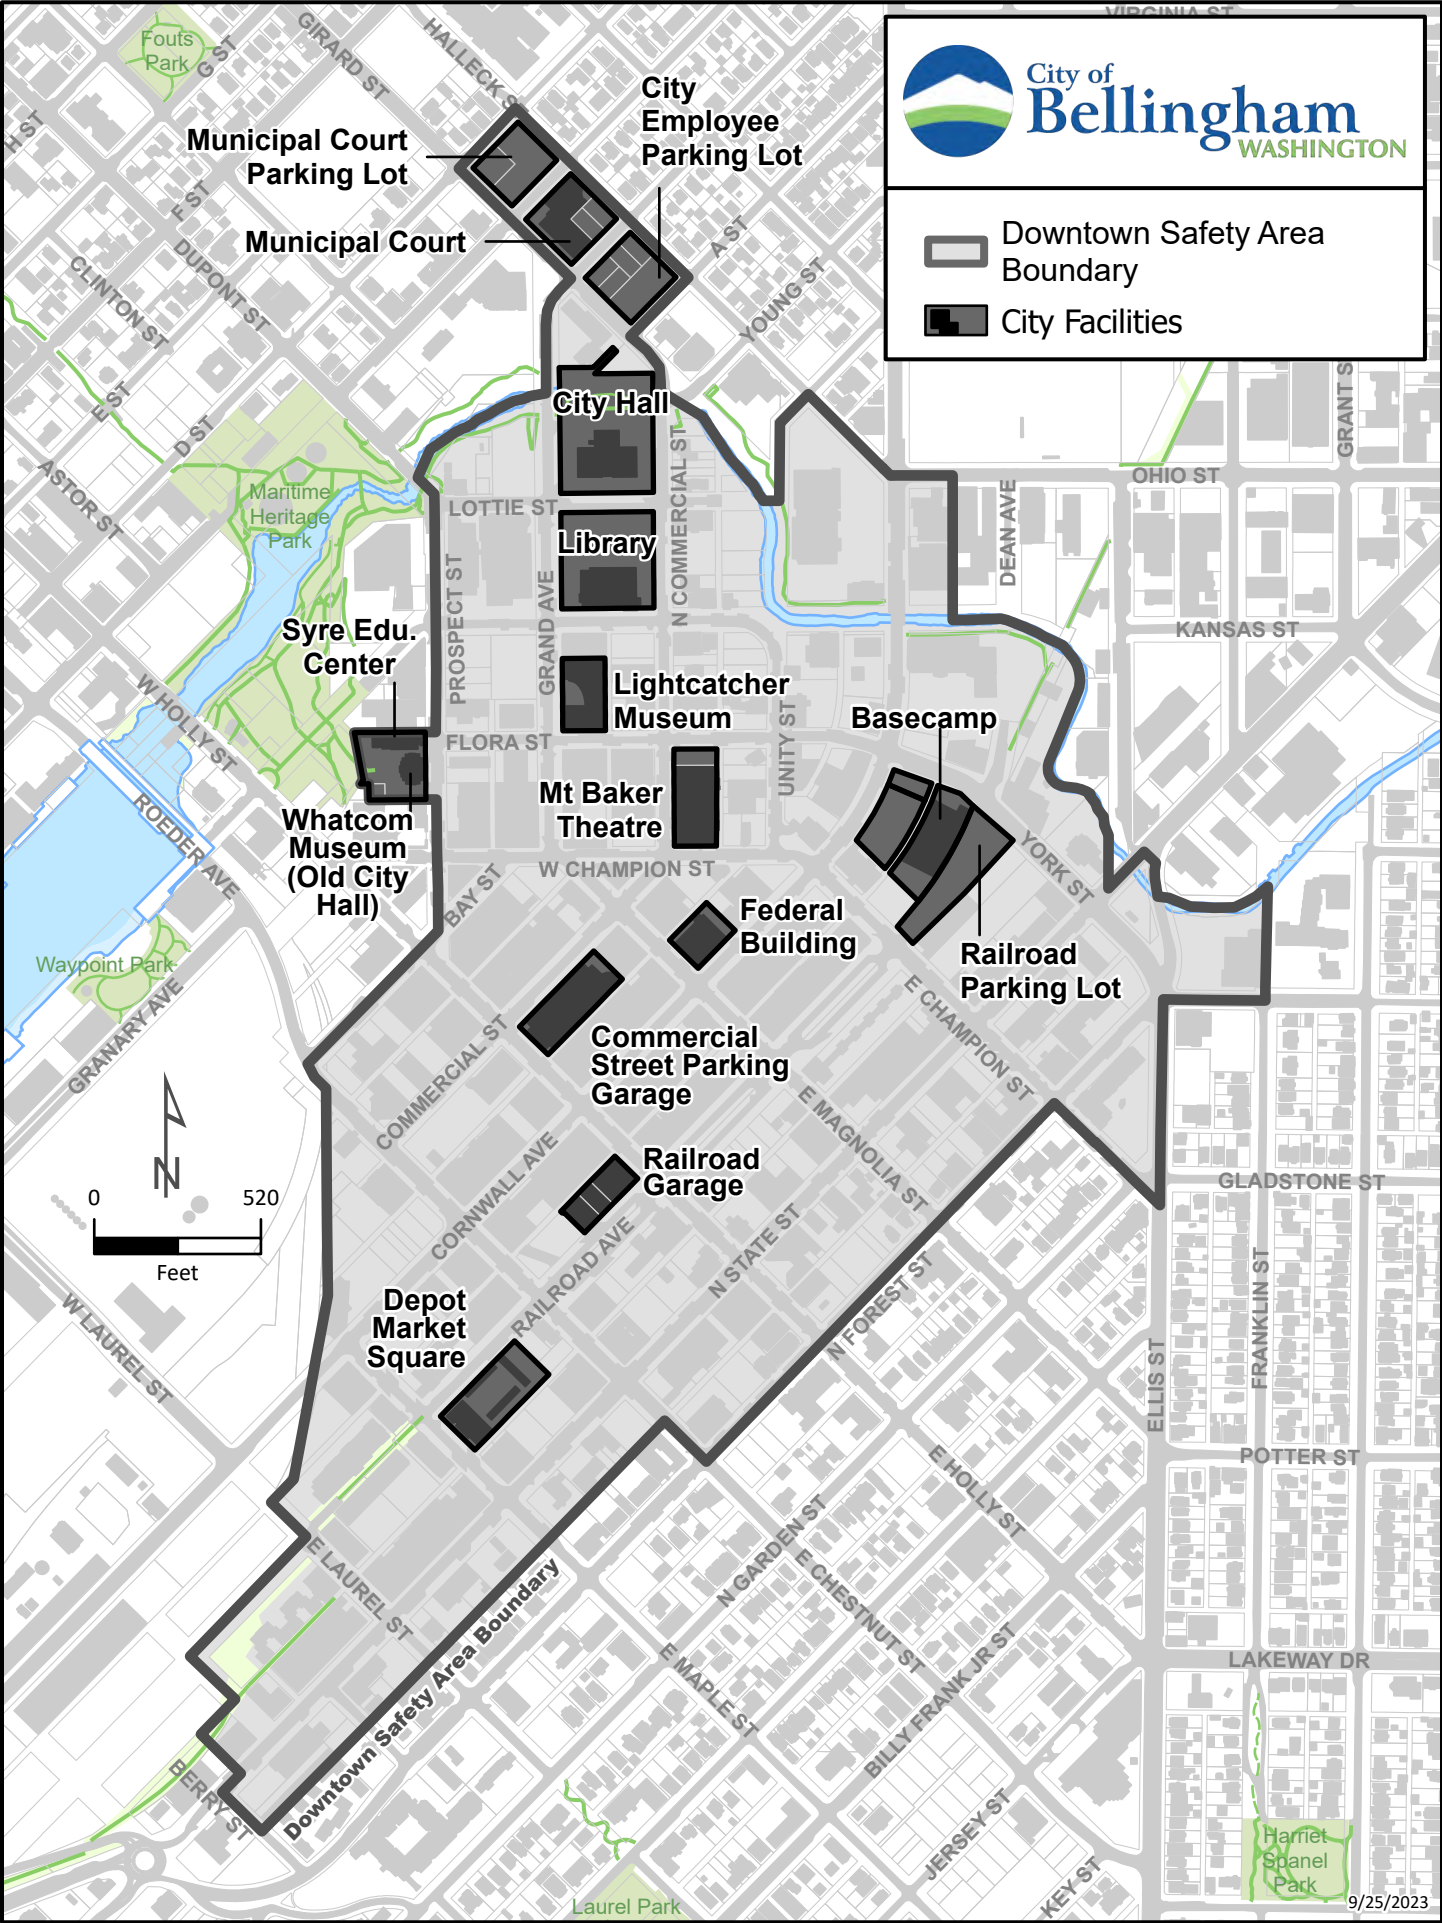 VIRGINIA ST
City of
Bellingham
WASHINGTON
Downtown Safety Area
Boundary
City Facilities
Fouts
Park
G ST
GIRARD ST
HALLECK S
H ST
City
Employee
Parking Lot
Municipal Court
Parking Lot
Municipal Court
F ST
A ST
YOUNG ST
DUPONT ST
CLINTON ST
E ST
D ST
ASTOR ST
City Hall
N COMMERCIAL ST
GRANT S
OHIO ST
DEAN AVE
Maritime
Heritage
Park
LOTTIE ST
Library
PROSPECT ST
GRAND AVE
KANSAS ST
Syre Edu.
Center
W HOLLY ST
Lightcatcher
Museum
Basecamp
FLORA ST
UNITY ST
Mt Baker
Theatre
ROEDER AVE
Whatcom
Museum
(Old City
Hall)
YORK ST
W CHAMPION ST
BAY ST
Federal
Building
Railroad
Parking Lot
Waypoint Park
GRANARY AVE
E CHAMPION ST
COMMERCIAL ST
Commercial
Street Parking
Garage
E MAGNOLIA ST
N
0 520
Feet
CORNWALL AVE
Railroad
Garage
GLADSTONE ST
RAILROAD AVE
N STATE ST
N FOREST ST
FRANKLIN ST
ELLIS ST
W LAUREL ST
Depot
Market
Square
POTTER ST
E HOLLY ST
N GARDEN ST
E CHESTNUT ST
E LAUREL ST
Downtown Safety Area Boundary
E MAPLE ST
BILLY FRANK JR ST
LAKEWAY DR
BERRY ST
JERSEY ST
KEY ST
Harriet
Spanel
Park
Laurel Park
9/25/2023